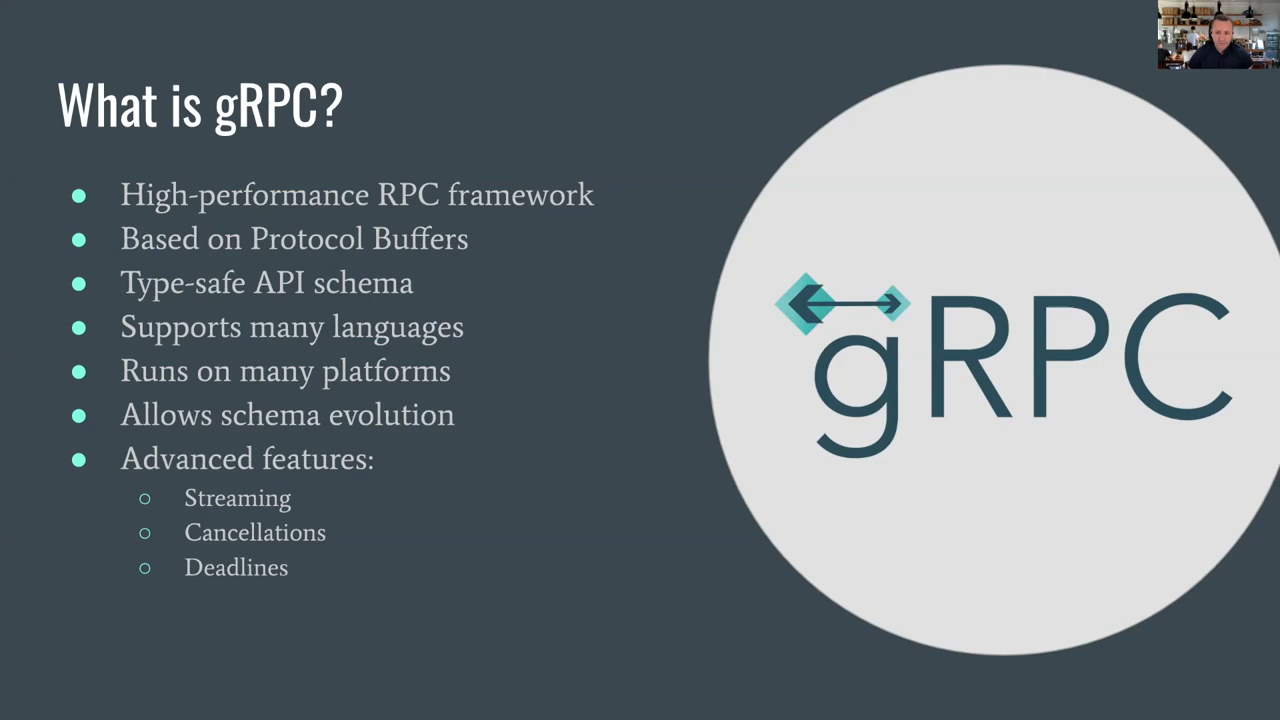 What is gRPC?
High-performance RPC framework
Based on Protocol Buffers
Type-safe API schema
Supports many languages
Runs on many platforms
Allows schema evolution
Advanced features:
Streaming
Cancellations
Deadlines
gRPC